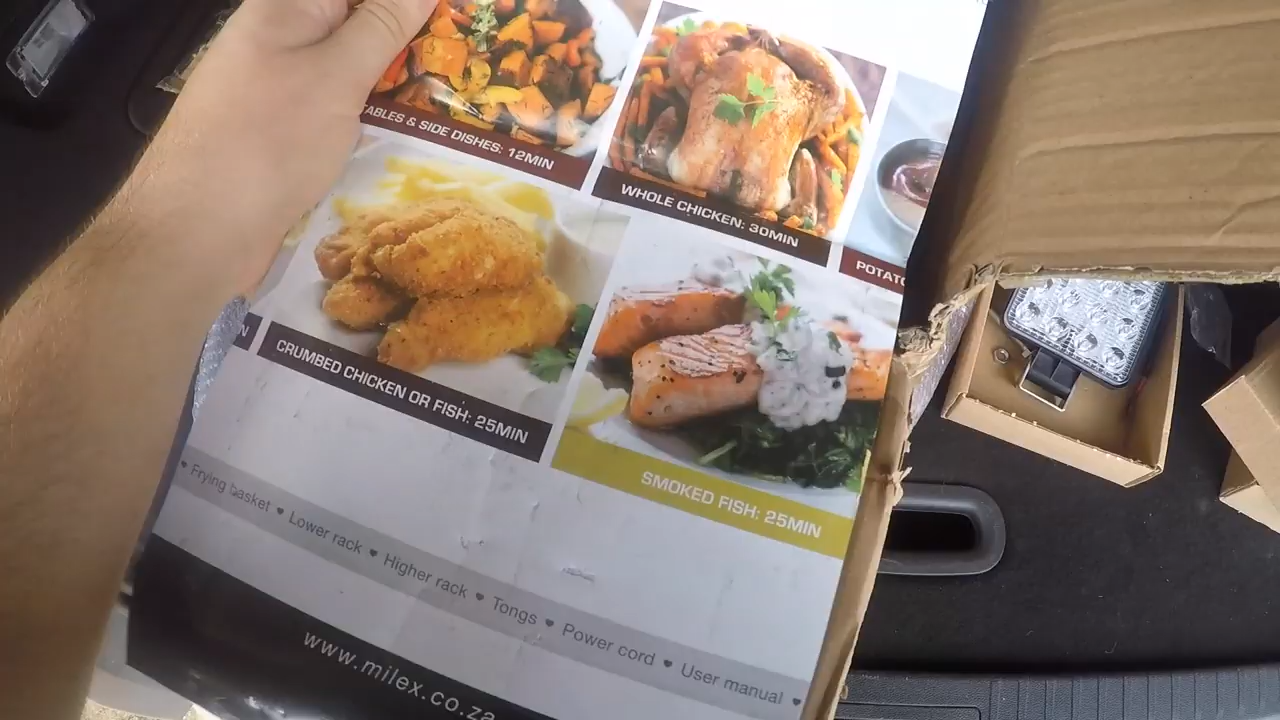 TABLES & SIDE DISHES: 12MIN
WHOLE CHICKEN: 30MIN
POTATO
CRUMBED CHICKEN OR FISH: 25MIN
SMOKED FISH: 25MIN
Frying basket ♥ Lower rack ♥ Higher rack ♥ Tongs ♥ Power cord ♥ User manual ♥
www.milex.co.za